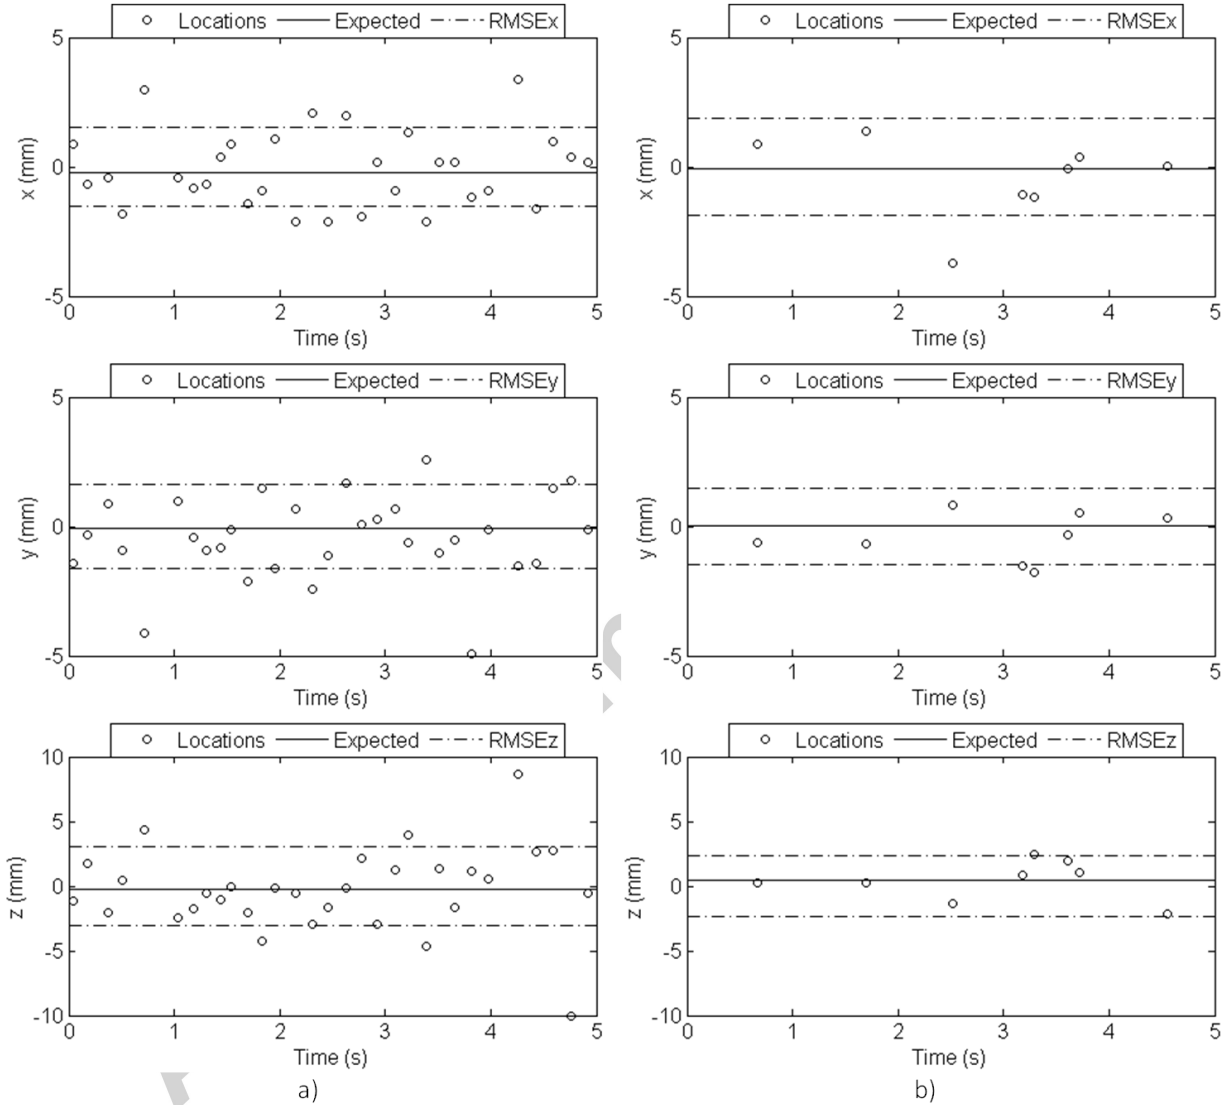 Locations Expected RMSEx
5
0
-5
x (mm)
0 1 2 3 4 5
Time (s)
Locations Expected RMSEy
5
0
-5
y (mm)
0 1 2 3 4 5
Time (s)
Locations Expected RMSEz
10
5
0
-5
-10
z (mm)
0 1 2 3 4 5
Time (s)
a)
Locations Expected RMSEx
5
0
-5
x (mm)
0 1 2 3 4 5
Time (s)
Locations Expected RMSEy
5
0
-5
y (mm)
0 1 2 3 4 5
Time (s)
Locations Expected RMSEz
10
5
0
-5
-10
z (mm)
0 1 2 3 4 5
Time (s)
b)